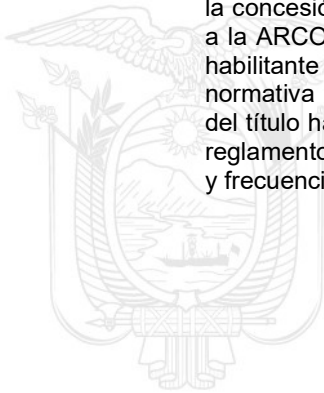 la concesió
a la ARCO
habilitante
normativa
del título ha
reglamento
y frecuenci